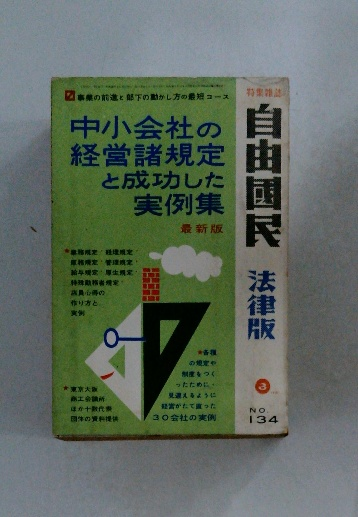 事業の前進と部下の動かし方の最短コース
中小会社の
経営諸規定
と成功した
実例集
最新版
★業務規定・経理規定・
庶務規定・管理規定・
給与規定・厚生規定・
特殊勤務者規定・
店員心得の
作り方と
実例
★各種
の規定や
制度をつく
ったために・
見違えるように
経営がたて直った
30会社の実例
★東京大阪
商工会議所
ほか十数代表
団体の資料提供
特集雑誌
自由國民
法律版
3
NO
134